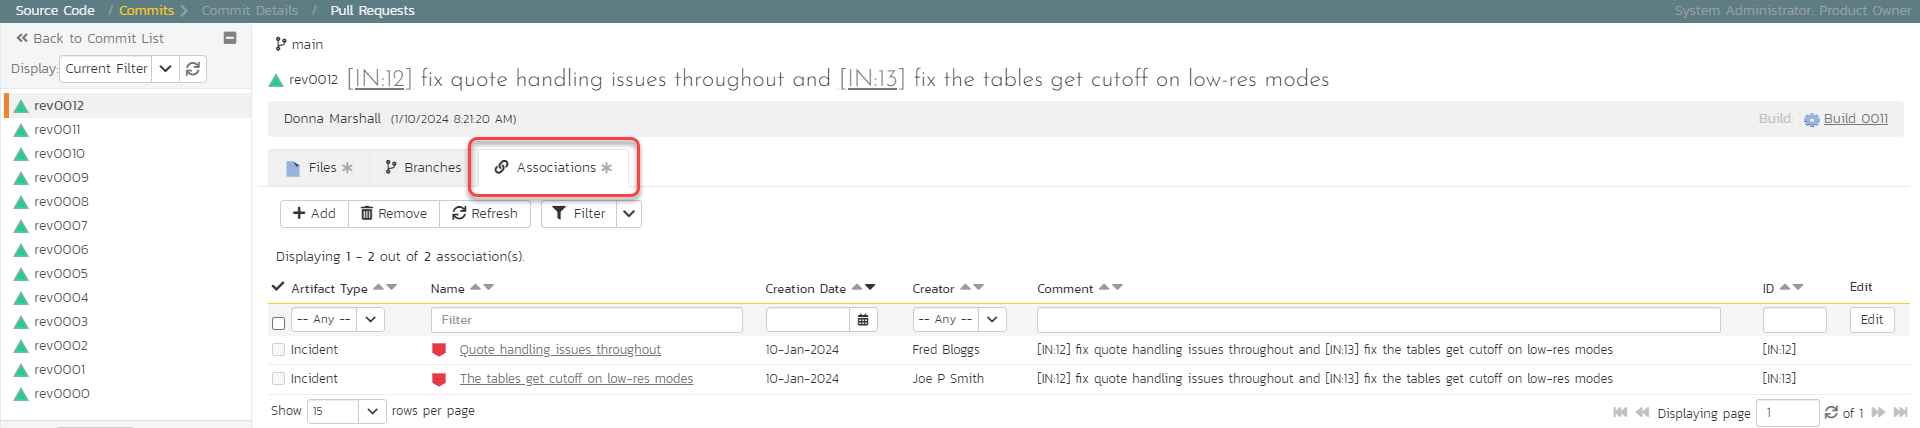 Source Code / Commits Commit Details / Pull Requests System Administrator: Product Owner
Back to Commit List
Display: Current Filter
rev0012
rev0011
rev0010
rev0009
rev0008
rev0007
rev0006
rev0005
rev0004
rev0003
rev0002
rev0001
rev0000
main
rev0012 [IN:12] fix quote handling issues throughout and [IN:13] fix the tables get cutoff on low-res modes
Donna Marshall (1/10/2024 8:21:20 AM) Build: Build 0011
Files Branches Associations
Add Remove Refresh Filter
Displaying 1 - 2 out of 2 association(s).
Artifact Type Name Creation Date Creator Comment ID Edit
-- Any -- Filter -- Any -- Edit
Incident Quote handling issues throughout 10-Jan-2024 Fred Bloggs [IN:12] fix quote handling issues throughout and [IN:13] fix the tables get cutoff on low-res modes [IN:12]
Incident The tables get cutoff on low-res modes 10-Jan-2024 Joe P Smith [IN:12] fix quote handling issues throughout and [IN:13] fix the tables get cutoff on low-res modes [IN:13]
Show 15 rows per page Displaying page 1 of 1